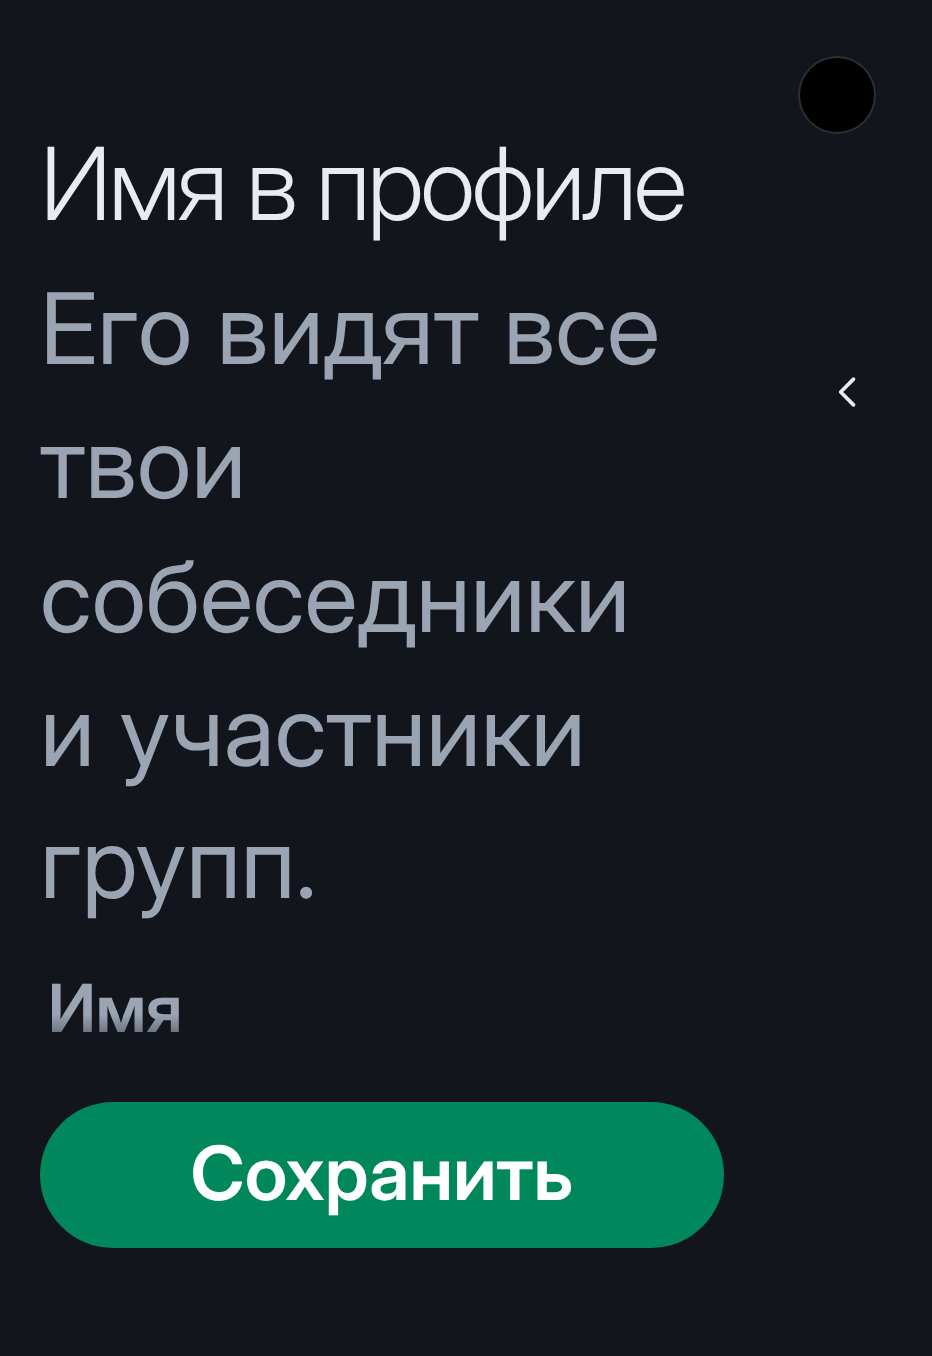 Имя в профиле
Его видят все
твои
собеседники
и участники
групп.
Имя
Сохранить